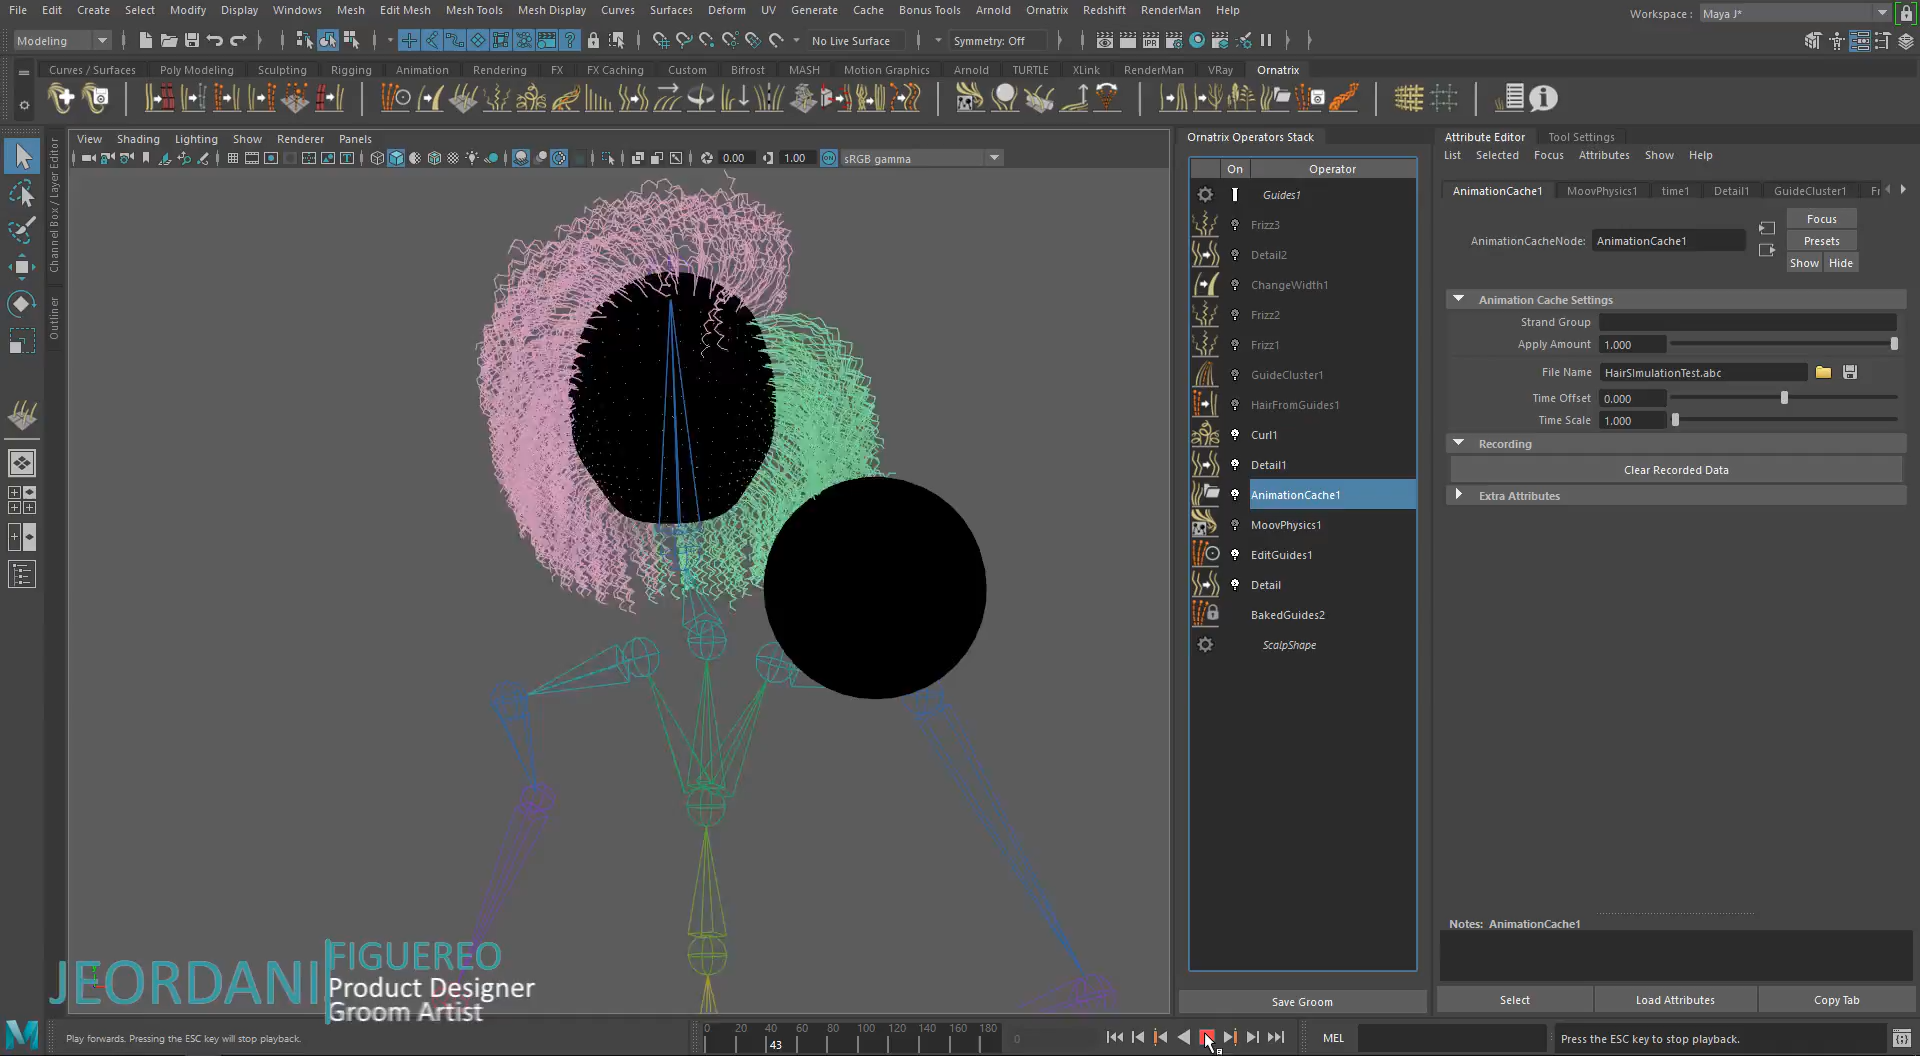 File Edit Create Select Modify Display Windows Mesh Edit Mesh Mesh Tools Mesh Display Curves Surfaces Deform UV Generate Cache Bonus Tools Arnold Ornatrix Redshift RenderMan Help
Workspace : Maya J*
Modeling
No Live Surface
Symmetry: Off
Curves / Surfaces Poly Modeling Sculpting Rigging Animation Rendering FX FX Caching Custom Bifrost MASH Motion Graphics Arnold TURTLE XLink RenderMan VRay Ornatrix
IPR
View Shading Lighting Show Renderer Panels
0.00 1.00 sRGB gamma
Channel Box / Layer Editor
Outliner
Ornatrix Operators Stack
On Operator
Guides1
Frizz3
Detail2
ChangeWidth1
Frizz2
Frizz1
GuideCluster1
HairFromGuides1
Curl1
Detail1
AnimationCache1
MoovPhysics1
EditGuides1
Detail
BakedGuides2
ScalpShape
Save Groom
Attribute Editor Tool Settings
List Selected Focus Attributes Show Help
AnimationCache1 MoovPhysics1 time1 Detail1 GuideCluster1 Fr
AnimationCacheNode: AnimationCache1
Focus
Presets
Show Hide
Animation Cache Settings
Strand Group
Apply Amount 1.000
File Name HairSImulationTest.abc
Time Offset 0.000
Time Scale 1.000
Recording
Clear Recorded Data
Extra Attributes
Notes: AnimationCache1
Select Load Attributes Copy Tab
JEORDANI
FIGUEREO
Product Designer
Groom Artist
Play forward. Pressing the ESC key will stop playback.
0 20 40 60 80 100 120 140 160 180
43
0
MEL
Press the ESC key to stop playback.